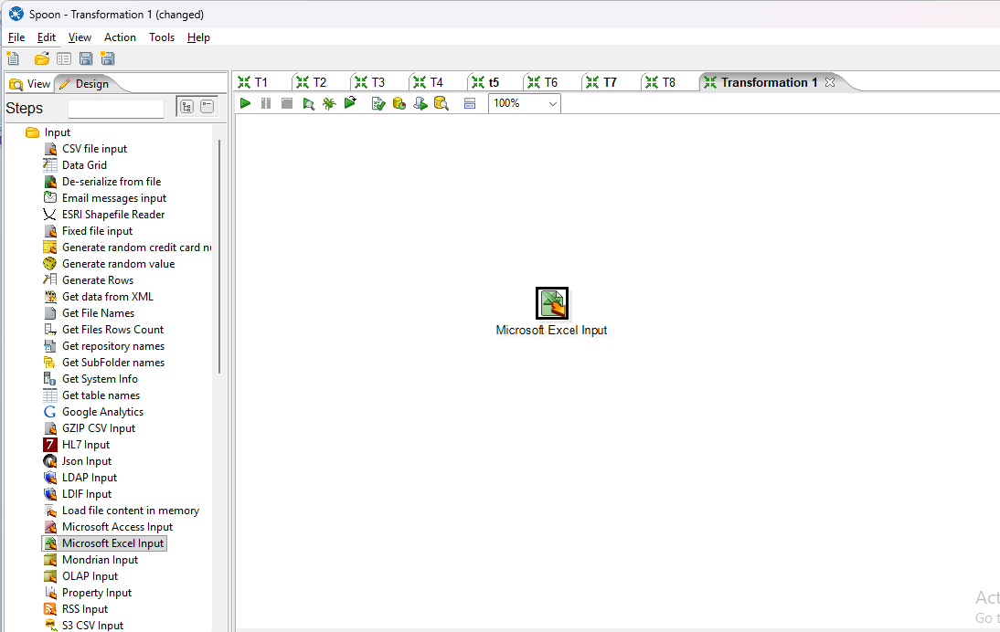 Spoon - Transformation 1 (changed)
File Edit View Action Tools Help
View Design
T1 T2 T3 T4 t5 T6 T7 T8 Transformation 1
Steps
100%
Input
CSV file input
Data Grid
De-serialize from file
Email messages input
ESRI Shapefile Reader
Fixed file input
Generate random credit card nu
Generate random value
Generate Rows
Get data from XML
Get File Names
Get Files Rows Count
Get repository names
Get SubFolder names
Get System Info
Get table names
Google Analytics
GZIP CSV Input
HL7 Input
Json Input
LDAP Input
LDIF Input
Load file content in memory
Microsoft Access Input
Microsoft Excel Input
Mondrian Input
OLAP Input
Property Input
RSS Input
S3 CSV Input
Microsoft Excel Input
Act
Go t